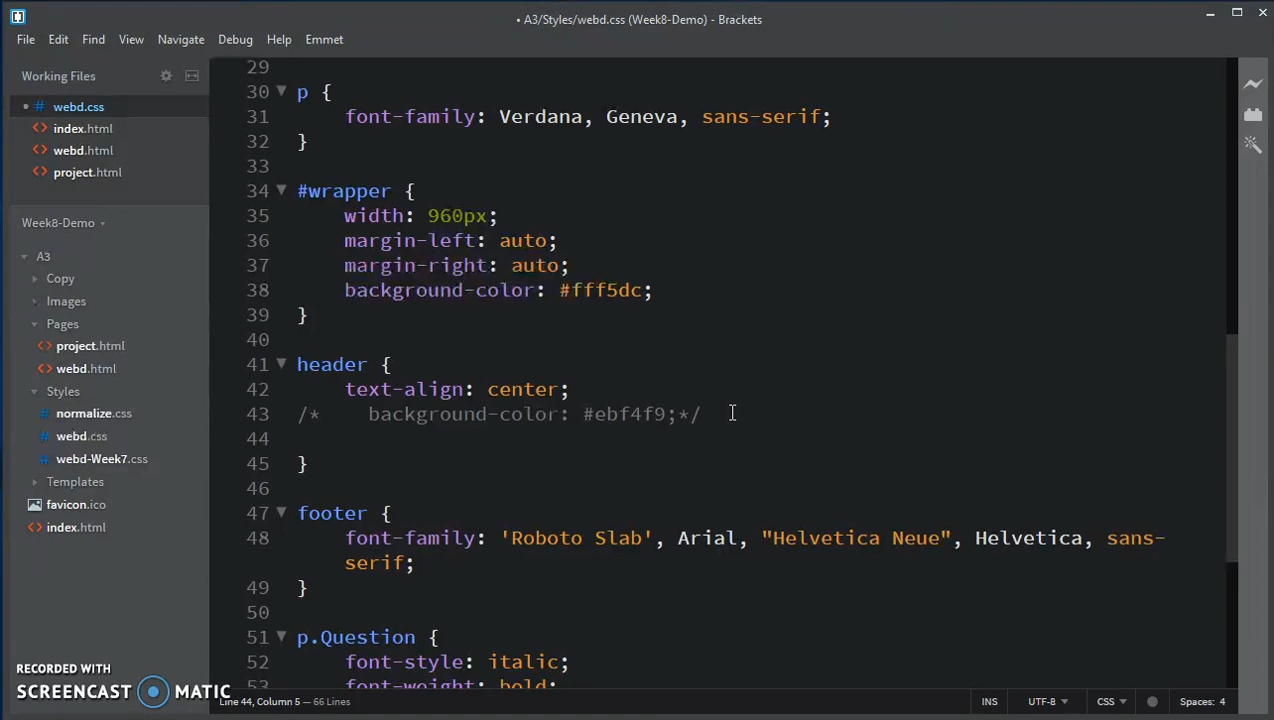 • A3/Styles/webd.css (Week8-Demo) - Brackets
File Edit Find View Navigate Debug Help Emmet
Working Files
webd.css
index.html
webd.html
project.html
Week8-Demo
A3
Copy
Images
Pages
project.html
webd.html
Styles
normalize.css
webd.css
webd-Week7.css
Templates
favicon.ico
index.html
29
30 p {
31 font-family: Verdana, Geneva, sans-serif;
32 }
33
34 #wrapper {
35 width: 960px;
36 margin-left: auto;
37 margin-right: auto;
38 background-color: #fff5dc;
39 }
40
41 header {
42 text-align: center;
43 /* background-color: #ebf4f9;*/
44
45 }
46
47 footer {
48 font-family: 'Roboto Slab', Arial, "Helvetica Neue", Helvetica, sans-
serif;
49 }
50
51 p.Question {
52 font-style: italic;
53 font-weight: bold;
RECORDED WITH
SCREENCAST MATIC
Line 44, Column 5 — 66 Lines
INS UTF-8 CSS Spaces: 4